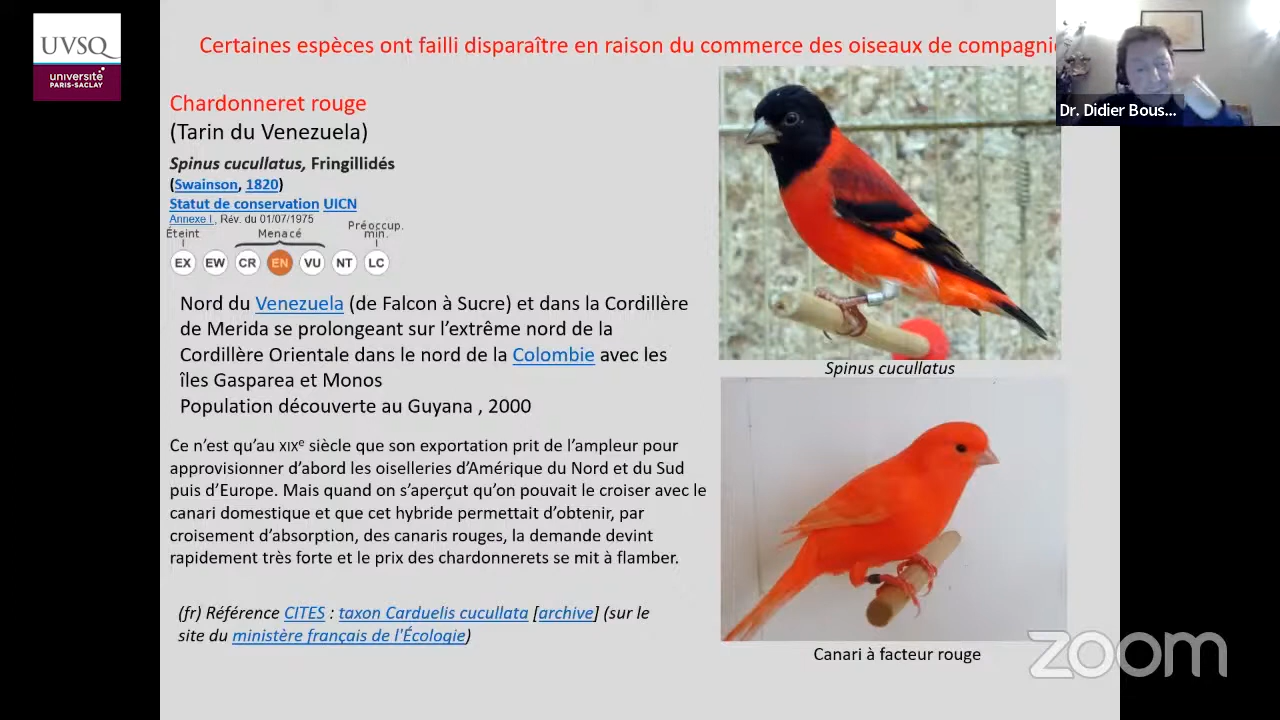 UVSQ
université
PARIS-SACLAY
Certaines espèces ont failli disparaître en raison du commerce des oiseaux de compagni
Dr. Didier Bous...
Chardonneret rouge
(Tarin du Venezuela)
Spinus cucullatus, Fringillidés
(Swainson, 1820)
Statut de conservation UICN
Annexe I , Rév. du 01/07/1975
Éteint
Menacé
Préoccup.
min.
EX EW CR EN VU NT LC
Nord du Venezuela (de Falcon à Sucre) et dans la Cordillère
de Merida se prolongeant sur l'extrême nord de la
Cordillère Orientale dans le nord de la Colombie avec les
îles Gasparea et Monos
Population découverte au Guyana , 2000
Spinus cucullatus
Ce n'est qu'au XIXe siècle que son exportation prit de l'ampleur pour
approvisionner d'abord les oiselleries d'Amérique du Nord et du Sud
puis d'Europe. Mais quand on s'aperçut qu'on pouvait le croiser avec le
canari domestique et que cet hybride permettait d'obtenir, par
croisement d'absorption, des canaris rouges, la demande devint
rapidement très forte et le prix des chardonnerets se mit à flamber.
(fr) Référence CITES : taxon Carduelis cucullata [archive] (sur le
site du ministère français de l'Écologie)
Canari à facteur rouge
zoom